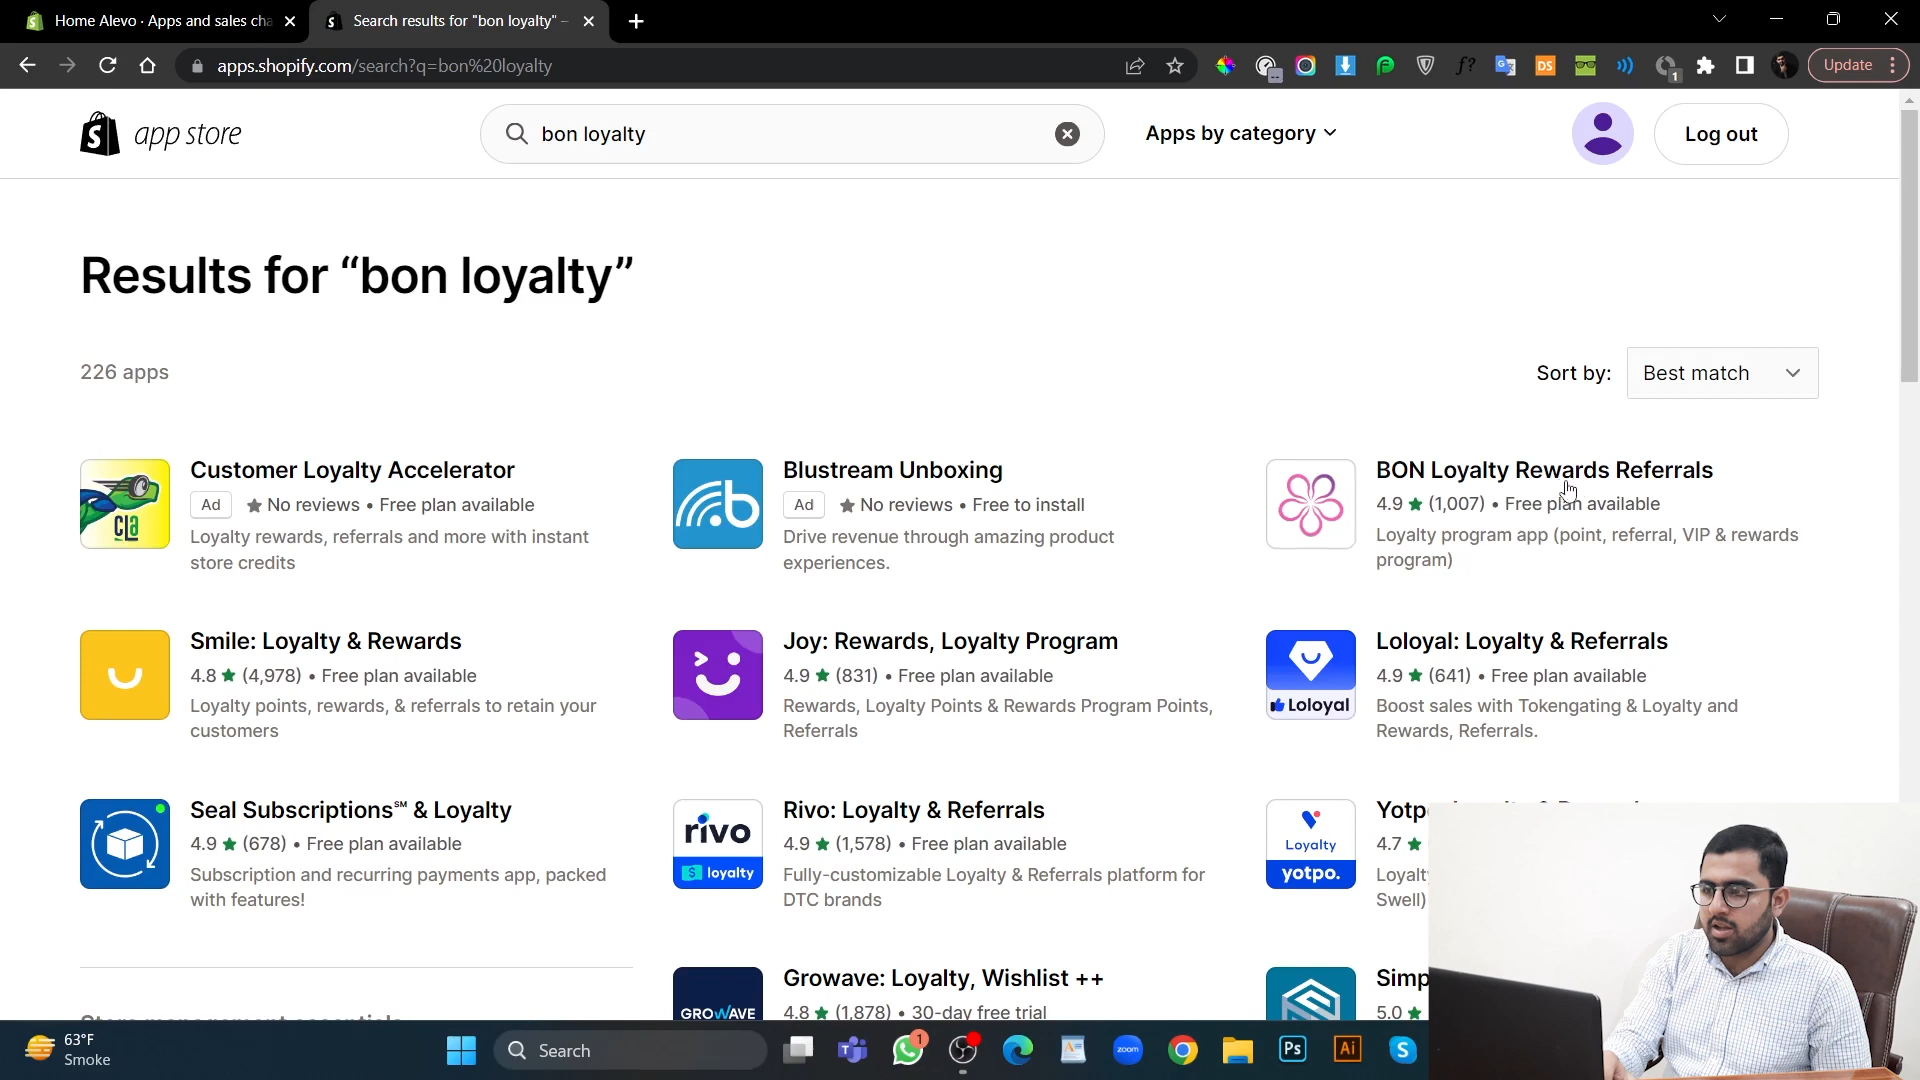 Home Alevo · Apps and sales cha
Search results for "bon loyalty" –
apps.shopify.com/search?q=bon%20loyalty
Update
app store
bon loyalty
Apps by category
Log out
Results for “bon loyalty”
226 apps
Sort by:
Best match
Customer Loyalty Accelerator
Ad ★ No reviews • Free plan available
Loyalty rewards, referrals and more with instant
store credits
Blustream Unboxing
Ad ★ No reviews • Free to install
Drive revenue through amazing product
experiences.
BON Loyalty Rewards Referrals
4.9 ★ (1,007) • Free plan available
Loyalty program app (point, referral, VIP & rewards
program)
Smile: Loyalty & Rewards
4.8 ★ (4,978) • Free plan available
Loyalty points, rewards, & referrals to retain your
customers
Joy: Rewards, Loyalty Program
4.9 ★ (831) • Free plan available
Rewards, Loyalty Points & Rewards Program Points,
Referrals
Loloyal
Loloyal: Loyalty & Referrals
4.9 ★ (641) • Free plan available
Boost sales with Tokengating & Loyalty and
Rewards, Referrals.
Seal Subscriptions℠ & Loyalty
4.9 ★ (678) • Free plan available
Subscription and recurring payments app, packed
with features!
rivo
$ loyalty
Rivo: Loyalty & Referrals
4.9 ★ (1,578) • Free plan available
Fully-customizable Loyalty & Referrals platform for
DTC brands
Loyalty
yotpo.
Yotp
4.7 ★
Loyalty
Swell)
GROWAVE
Growave: Loyalty, Wishlist ++
4.8 ★ (1,878) • 30-day free trial
Simp
5.0 ★
63°F
Smoke
Search
1
zoom
Ps
Ai